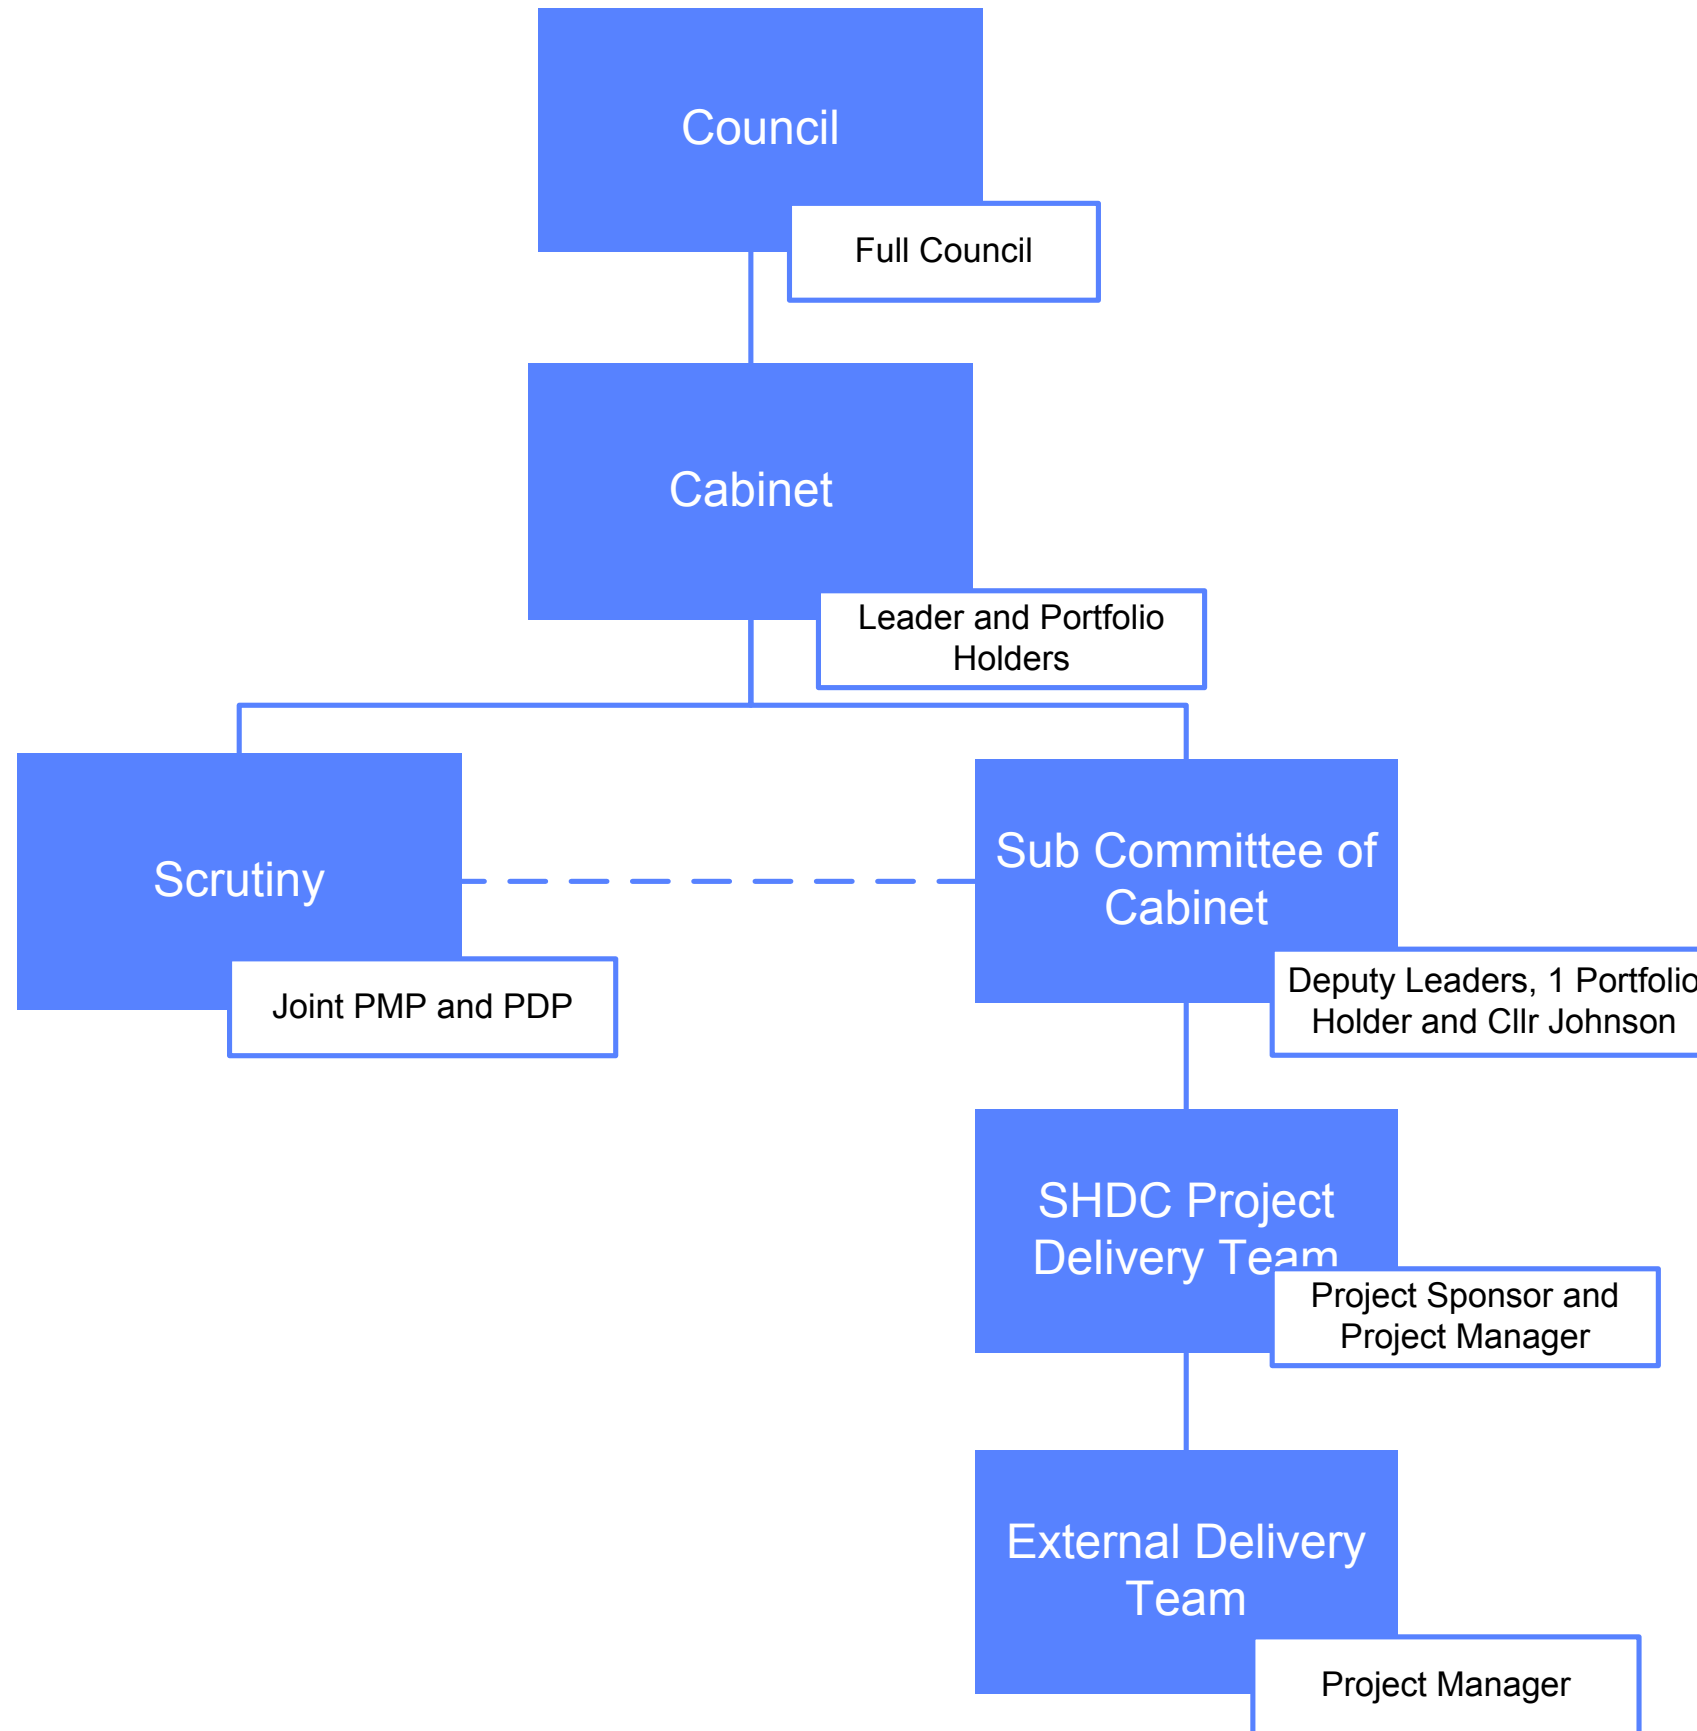 Council
Full Council
Cabinet
Leader and Portfolio
Holders
Scrutiny
Joint PMP and PDP
Sub Committee of
Cabinet
Deputy Leaders, 1 Portfolio
Holder and Cllr Johnson
SHDC Project
Delivery Team
Project Sponsor and
Project Manager
External Delivery
Team
Project Manager